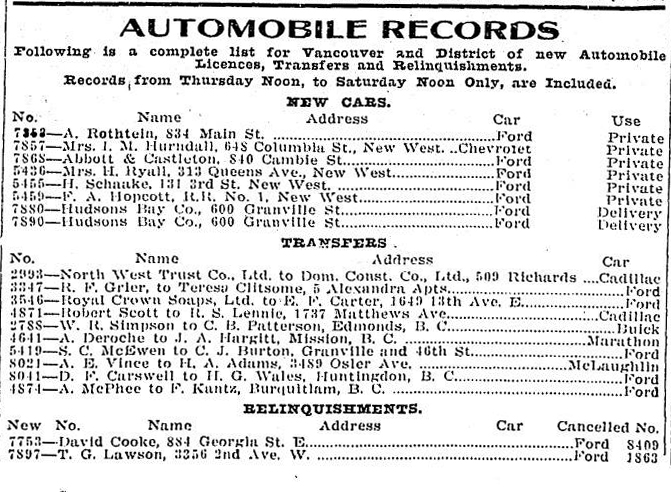 AUTOMOBILE RECORDS
Following is a complete list for Vancouver and District of new Automobile
Licences, Transfers and Relinquishments.
Records from Thursday Noon, to Saturday Noon Only, are Included.
NEW CARS.
No. Name Address Car Use
A. Rothtein, 834 Main St. ....Ford Private
7857—Mrs. I. M. Hurndall, 648 Columbia St., New West. ..Chevrolet Private
7868—Abbott & Castleton, 840 Cambie St....Ford Private
5436—Mrs. H. Ryall, 313 Queens Ave., New West....Ford Private
5455—H. Schaake, 131 3rd St. New West. ....Ford Private
5459—F. A. Hopcott, R.R. No. 1, New West....Ford Private
7880—Hudsons Bay Co., 600 Granville St....Ford Delivery
7890—Hudsons Bay Co., 600 Granville St....Ford Delivery
TRANSFERS
No. Name Address Car
2993—North West Trust Co., Ltd. to Dom. Const. Co., Ltd., 509 Richards ....Cadillac
3347—R. F. Grier, to Teresa Clitsome, 5 Alexandra Apts....Ford
3546—Royal Crown Soaps, Ltd. to E. F. Carter, 1649 13th Ave. E....Ford
4871—Robert Scott to R. S. Lennie, 1737 Matthews Ave....Cadillac
2788—W. R. Simpson to C. B. Patterson, Edmonds, B. C....Buick
4641—A. Deroche to J. A. Hargitt, Mission, B. C. ....Marathon
5419—S. C. McEwen to C. J. Burton, Granville and 46th St....Ford
8021—A. E. Vince to H. A. Adams, 3489 Osler Ave. ....McLaughlin
8041—D. F. Carswell to H. G. Wales, Huntingdon, B. C....Ford
4874—A. McPhee to F. Kantz, Burquitlam, B. C. ....Ford
RELINQUISHMENTS.
New No. Name Address Car Cancelled No.
7753—David Cooke, 884 Georgia St. E....Ford 8409
7897—T. G. Lawson, 3356 2nd Ave. W. ....Ford 1863